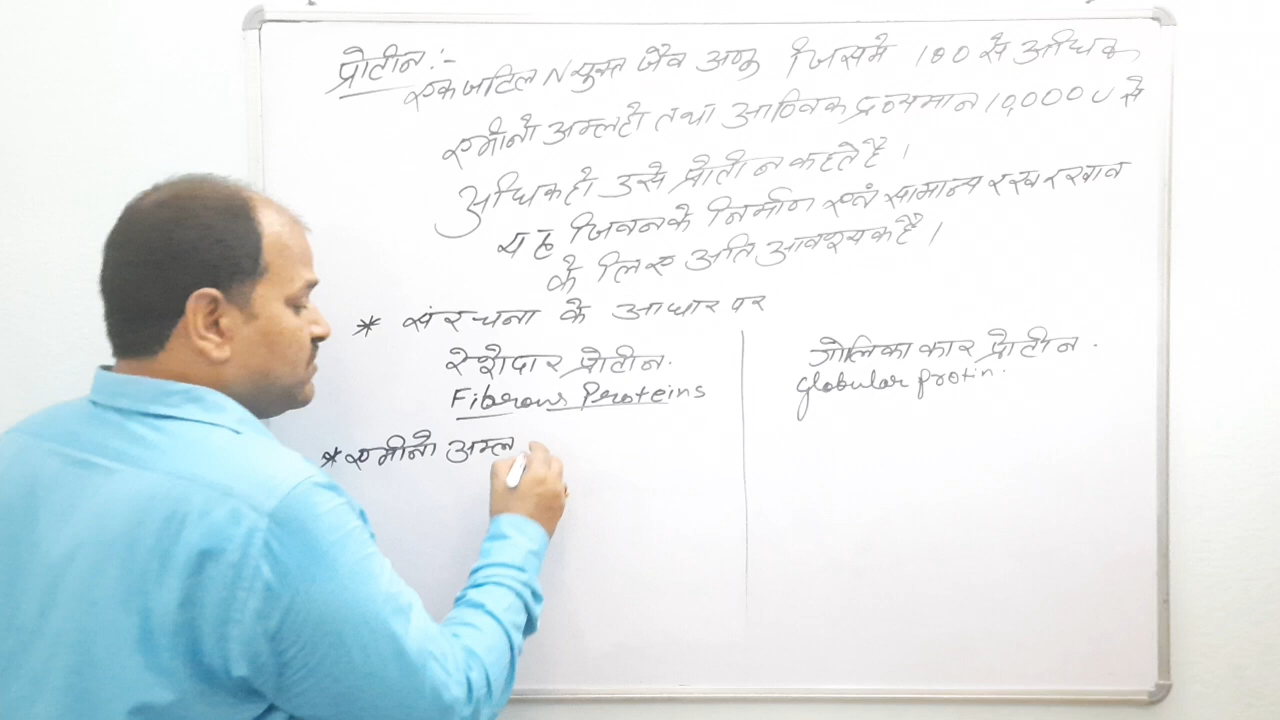 प्रोटीन :-
एक जटिल N युक्त जैव अणु जिसमें 100 से अधिक
एमीनो अम्ल हो तथा आण्विक द्रव्यमान 10,000 U से
अधिक हो उसे प्रोटीन कहते है ।
यह जिवन के निर्माण एवं सामान्य रख रखाव
के लिए अति आवश्यक है ।
* संरचना के आधार पर
रेशेदार प्रोटीन .
Fibrous Proteins
गोलिकाकार प्रोटीन .
Globular protin .
* एमीनो अम्ल